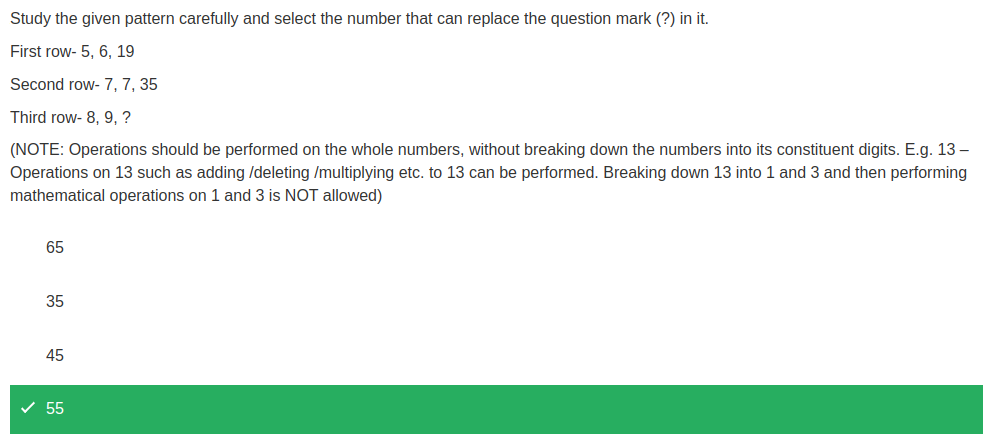 Study the given pattern carefully and select the number that can replace the question mark (?) in it.
First row- 5, 6, 19
Second row- 7, 7, 35
Third row- 8, 9, ?
(NOTE: Operations should be performed on the whole numbers, without breaking down the numbers into its constituent digits. E.g. 13 –
Operations on 13 such as adding /deleting /multiplying etc. to 13 can be performed. Breaking down 13 into 1 and 3 and then performing
mathematical operations on 1 and 3 is NOT allowed)
65
35
45
55